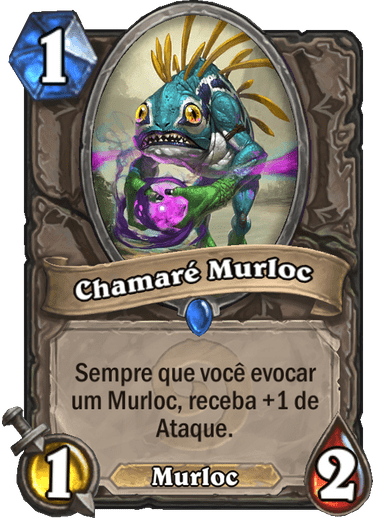 1
Chamaré Murloc
Sempre que você evocar
um Murloc, receba +1 de
Ataque.
1
Murloc
2